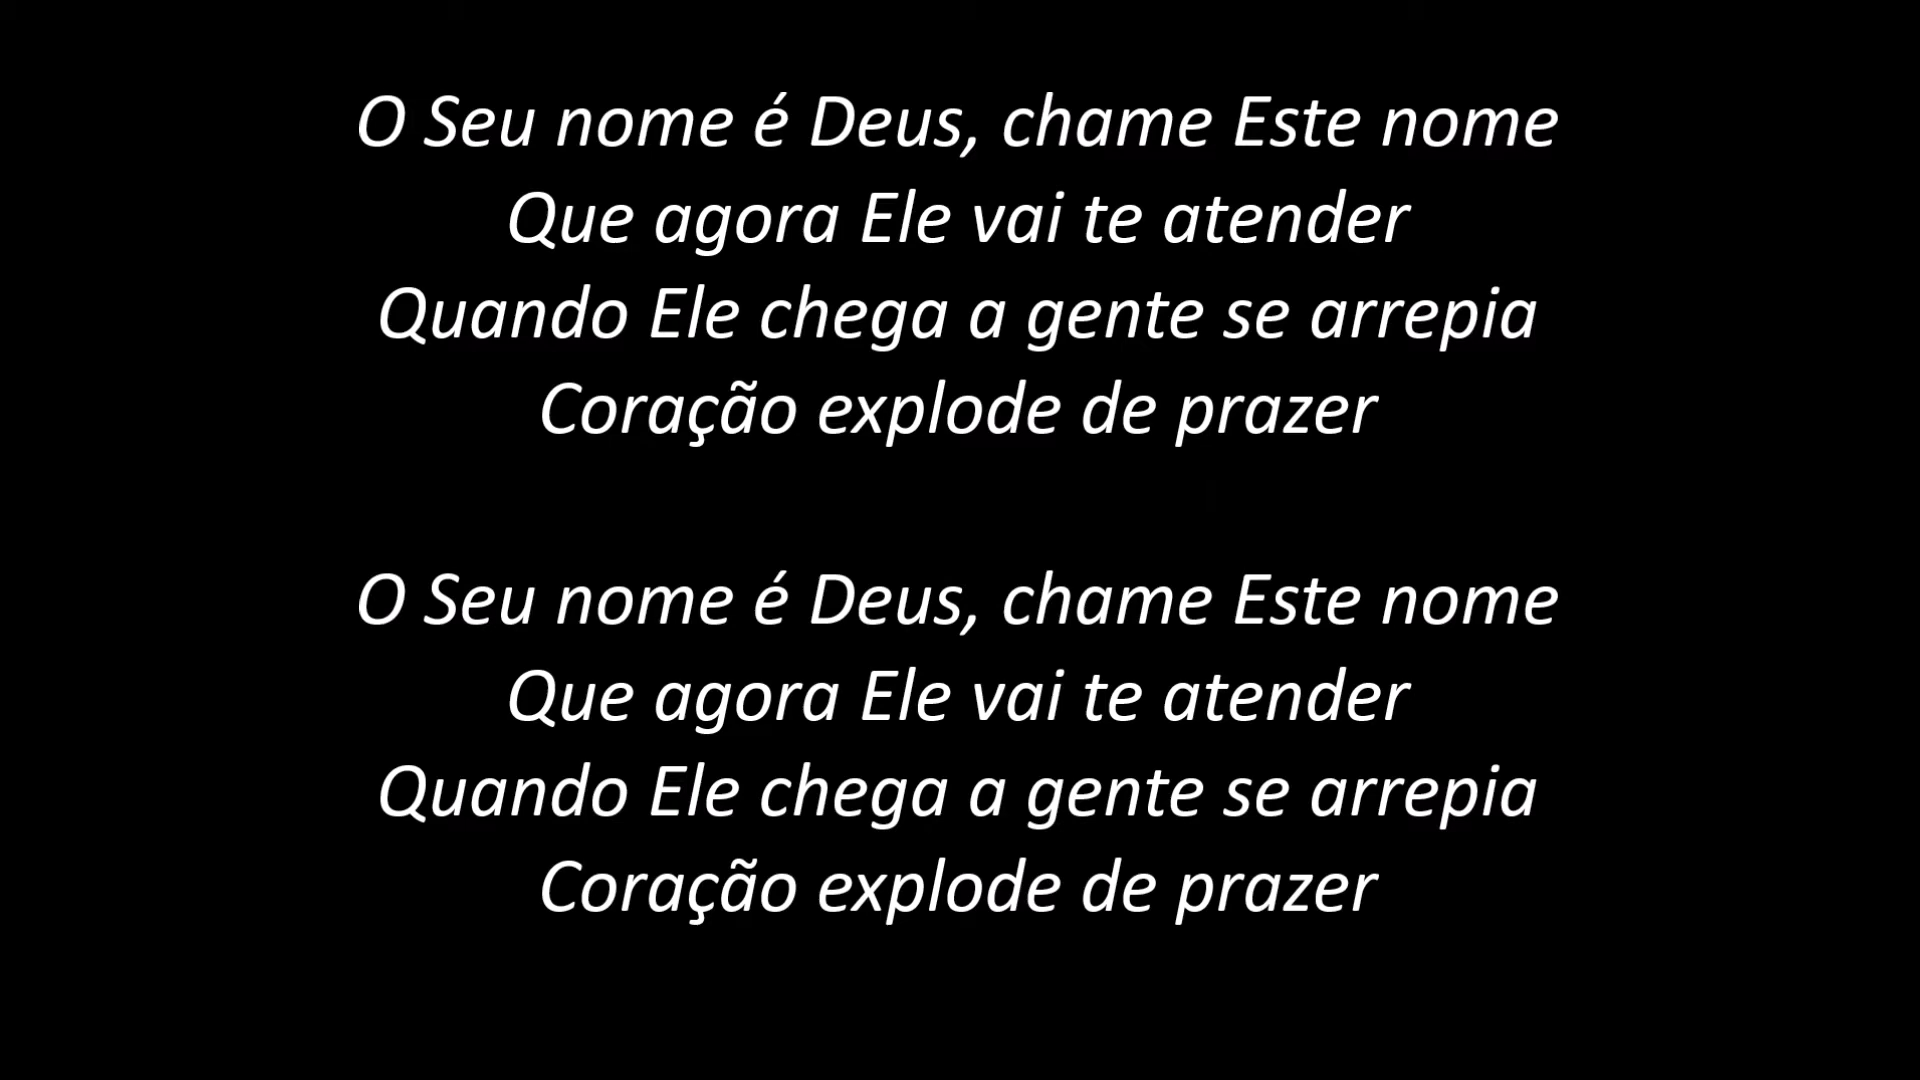 O Seu nome é Deus, chame Este nome
Que agora Ele vai te atender
Quando Ele chega a gente se arrepia
Coração explode de prazer
O Seu nome é Deus, chame Este nome
Que agora Ele vai te atender
Quando Ele chega a gente se arrepia
Coração explode de prazer